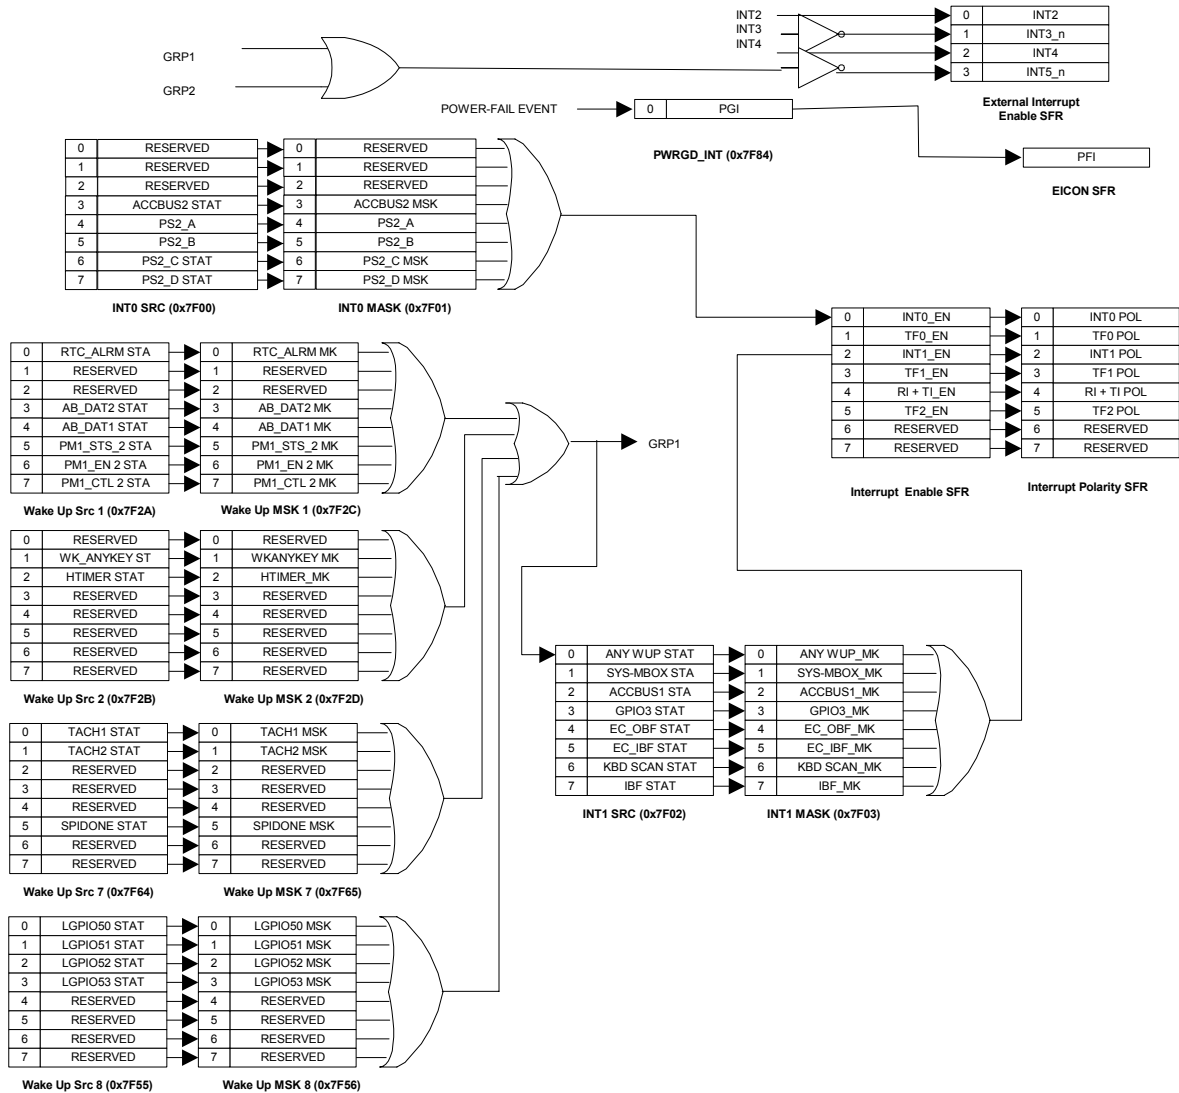 GRP1
GRP2
INT2
INT3
INT4
0 INT2
1 INT3_n
2 INT4
3 INT5_n
External Interrupt
Enable SFR
POWER-FAIL EVENT
0 PGI
PWRGD_INT (0x7F84)
PFI
EICON SFR
0 RESERVED 0 RESERVED
1 RESERVED 1 RESERVED
2 RESERVED 2 RESERVED
3 ACCBUS2 STAT 3 ACCBUS2 MSK
4 PS2_A 4 PS2_A
5 PS2_B 5 PS2_B
6 PS2_C STAT 6 PS2_C MSK
7 PS2_D STAT 7 PS2_D MSK
INT0 SRC (0x7F00) INT0 MASK (0x7F01)
0 INT0_EN 0 INT0 POL
1 TF0_EN 1 TF0 POL
2 INT1_EN 2 INT1 POL
3 TF1_EN 3 TF1 POL
4 RI + TI_EN 4 RI + TI POL
5 TF2_EN 5 TF2 POL
6 RESERVED 6 RESERVED
7 RESERVED 7 RESERVED
Interrupt Enable SFR Interrupt Polarity SFR
0 RTC_ALRM STA 0 RTC_ALRM MK
1 RESERVED 1 RESERVED
2 RESERVED 2 RESERVED
3 AB_DAT2 STAT 3 AB_DAT2 MK
4 AB_DAT1 STAT 4 AB_DAT1 MK
5 PM1_STS_2 STA 5 PM1_STS_2 MK
6 PM1_EN 2 STA 6 PM1_EN 2 MK
7 PM1_CTL 2 STA 7 PM1_CTL 2 MK
Wake Up Src 1 (0x7F2A) Wake Up MSK 1 (0x7F2C)
GRP1
0 RESERVED 0 RESERVED
1 WK_ANYKEY ST 1 WKANYKEY MK
2 HTIMER STAT 2 HTIMER_MK
3 RESERVED 3 RESERVED
4 RESERVED 4 RESERVED
5 RESERVED 5 RESERVED
6 RESERVED 6 RESERVED
7 RESERVED 7 RESERVED
Wake Up Src 2 (0x7F2B) Wake Up MSK 2 (0x7F2D)
0 ANY WUP STAT 0 ANY WUP_MK
1 SYS-MBOX STA 1 SYS-MBOX_MK
2 ACCBUS1 STA 2 ACCBUS1_MK
3 GPIO3 STAT 3 GPIO3_MK
4 EC_OBF STAT 4 EC_OBF_MK
5 EC_IBF STAT 5 EC_IBF_MK
6 KBD SCAN STAT 6 KBD SCAN_MK
7 IBF STAT 7 IBF_MK
INT1 SRC (0x7F02) INT1 MASK (0x7F03)
0 TACH1 STAT 0 TACH1 MSK
1 TACH2 STAT 1 TACH2 MSK
2 RESERVED 2 RESERVED
3 RESERVED 3 RESERVED
4 RESERVED 4 RESERVED
5 SPIDONE STAT 5 SPIDONE MSK
6 RESERVED 6 RESERVED
7 RESERVED 7 RESERVED
Wake Up Src 7 (0x7F64) Wake Up MSK 7 (0x7F65)
0 LGPIO50 STAT 0 LGPIO50 MSK
1 LGPIO51 STAT 1 LGPIO51 MSK
2 LGPIO52 STAT 2 LGPIO52 MSK
3 LGPIO53 STAT 3 LGPIO53 MSK
4 RESERVED 4 RESERVED
5 RESERVED 5 RESERVED
6 RESERVED 6 RESERVED
7 RESERVED 7 RESERVED
Wake Up Src 8 (0x7F55) Wake Up MSK 8 (0x7F56)